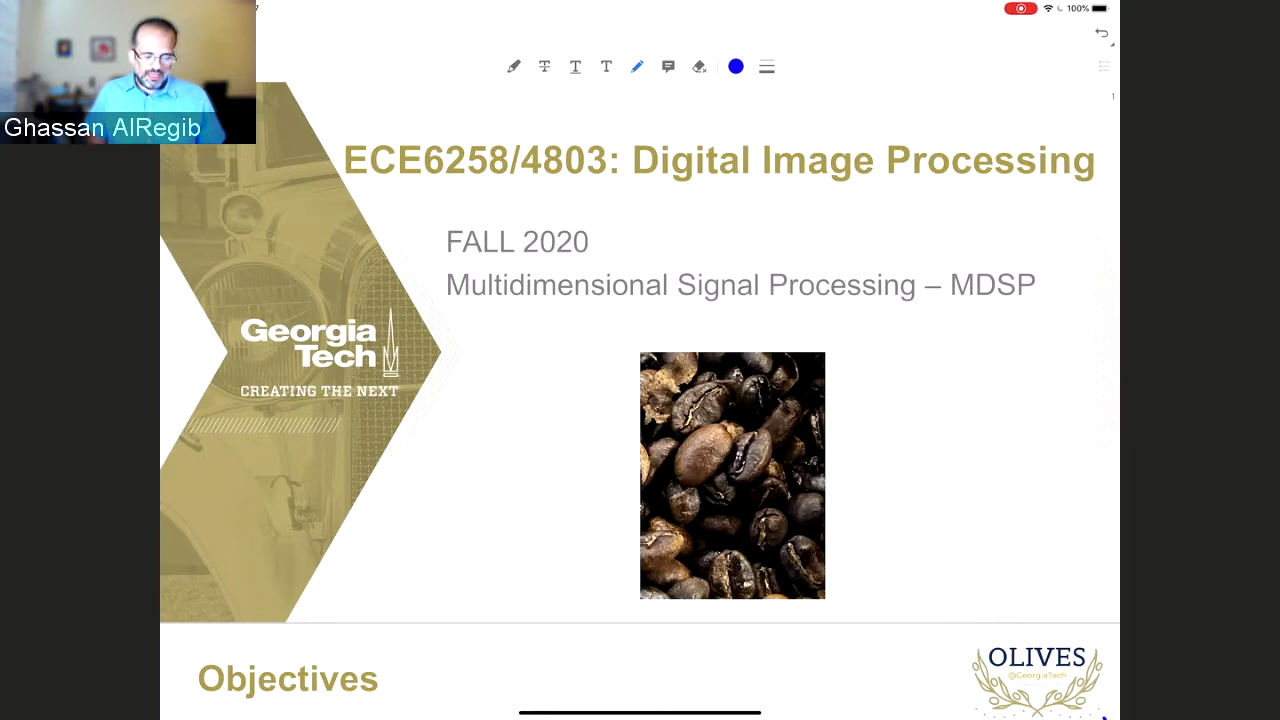 100%
Ghassan AlRegib
1
ECE6258/4803: Digital Image Processing
FALL 2020
Multidimensional Signal Processing – MDSP
Georgia
Tech
CREATING THE NEXT
Objectives
OLIVES
@GeorgiaTech